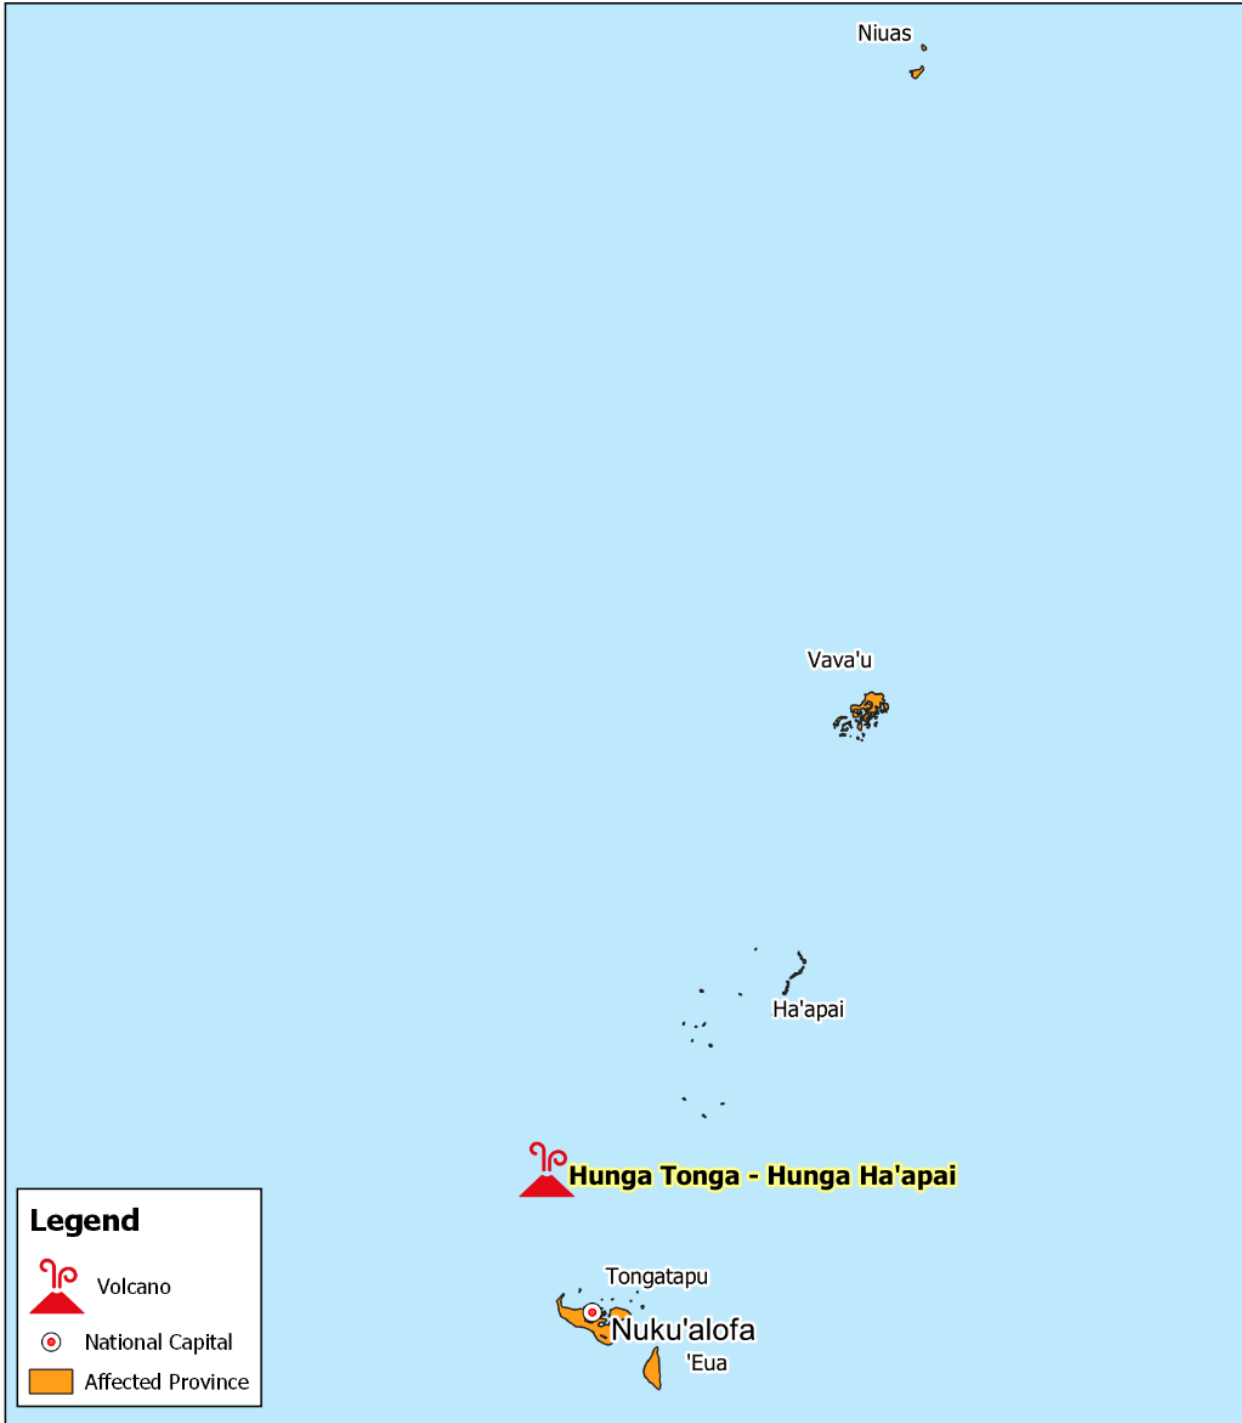 Niuas
Vava'u
Ha'apai
Hunga Tonga - Hunga Ha'apai
Tongatapu
Nuku'alofa
'Eua
Legend
Volcano
National Capital
Affected Province